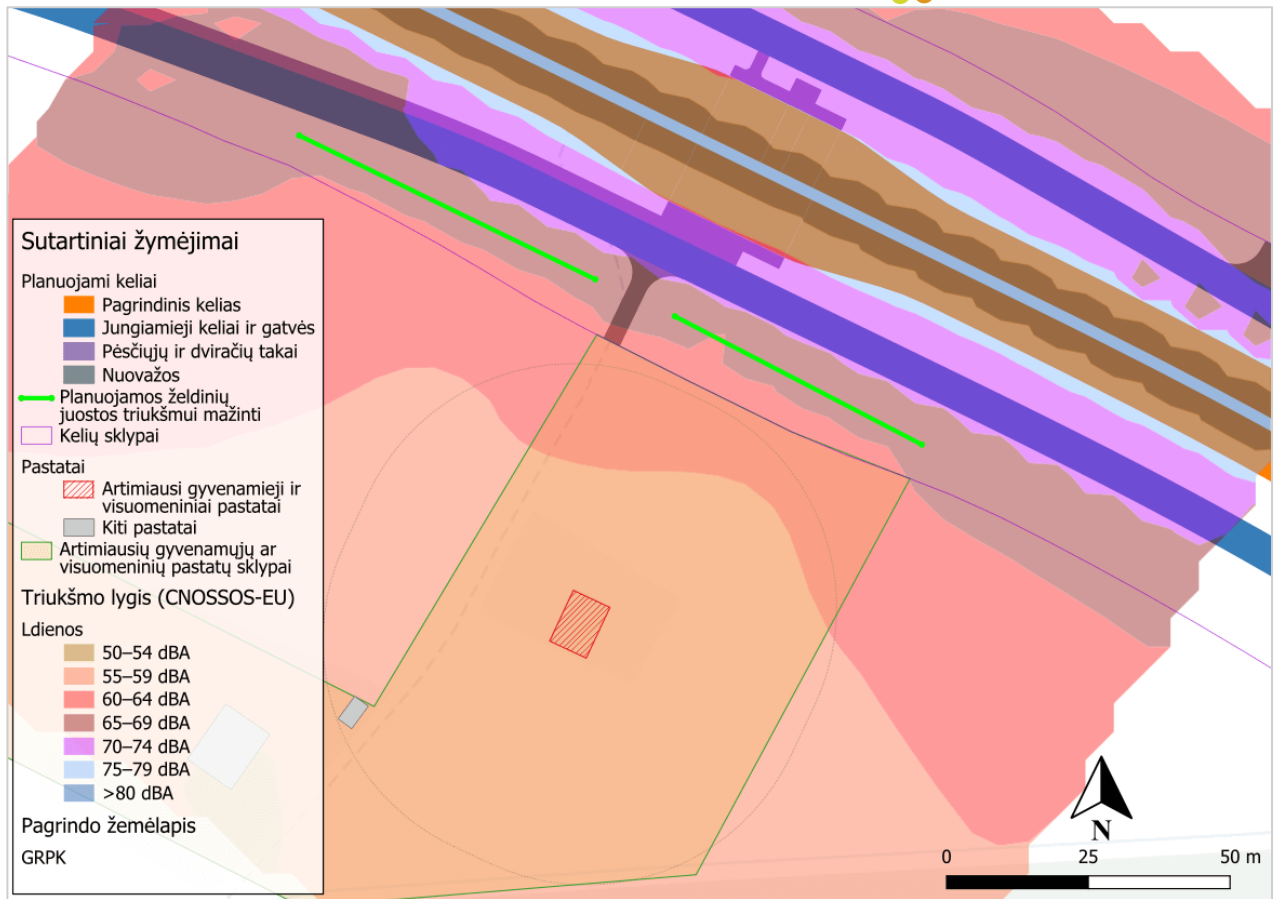 Sutartiniai žymėjimai
Planuojami keliai
Pagrindinis kelias
Jungiamieji keliai ir gatvės
Pėsčiųjų ir dviračių takai
Nuovažos
Planuojamos želdinių
juostos triukšmui mažinti
Kelių sklypai
Pastatai
Artimiausi gyvenamieji ir
visuomeniniai pastatai
Kiti pastatai
Artimiausių gyvenamųjų ar
visuomeninių pastatų sklypai
Triukšmo lygis (CNOSSOS-EU)
Ldienos
50–54 dBA
55–59 dBA
60–64 dBA
65–69 dBA
70–74 dBA
75–79 dBA
>80 dBA
Pagrindo žemėlapis
GRPK
N
0 25 50 m